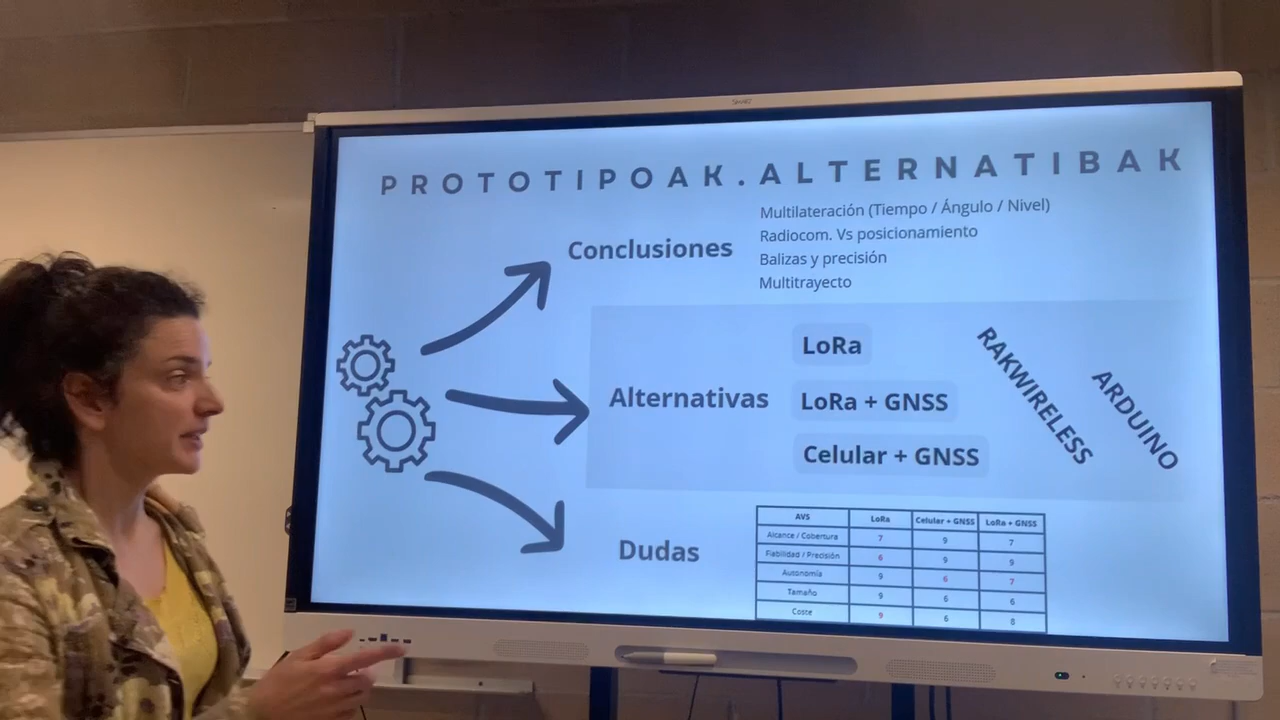 SMART
PROTOTIPOAK.ALTERNATIBAK
Conclusiones
Multilateración (Tiempo / Ángulo / Nivel)
Radiocom. Vs posicionamiento
Balizas y precisión
Multitrayecto
Alternativas
LoRa
LoRa + GNSS
Celular + GNSS
RAKWIRELESS
ARDUINO
Dudas
AVS LoRa Celular + GNSS LoRa + GNSS
Alcance / Cobertura 7 9 7
Fiabilidad / Precisión 6 9 9
Autonomía 9 6 7
Tamaño 9 6 6
Coste 9 6 8